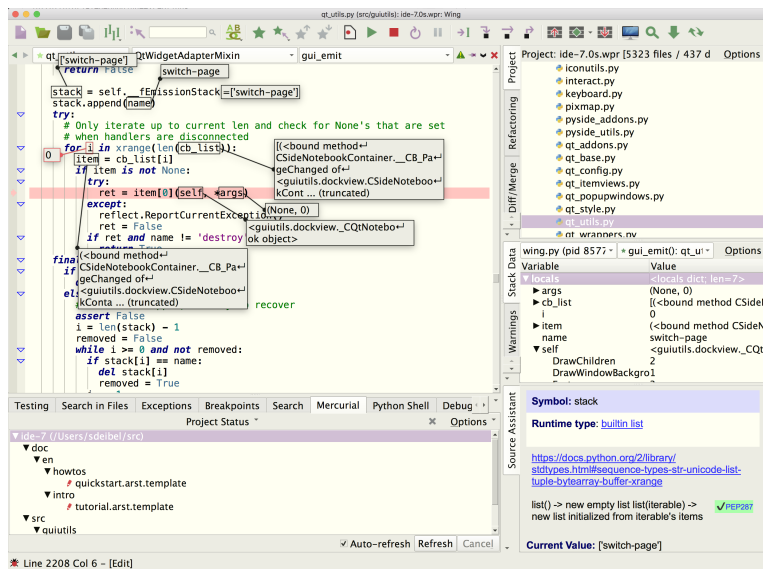 qt_utils.py (src/guiutils): ide-7.0s.wpr: Wing
qt_
QtWidgetAdapterMixin
gui_emit
['switch-page']
return False
switch-page
stack = self.__fEmissionStack
=['switch-page']
stack.append(name)
try:
# Only iterate up to current len and check for None's that are set
# when handlers are disconnected
for i in xrange(len(cb_list)):
0
item = cb_list[i]
if item is not None:
try:
ret = item[0](self, *args)
except:
reflect.ReportCurrentException()
ret = False
if ret and name != 'destroy
return True
[(<bound method↵
CSideNotebookContainer.__CB_Pa↵
geChanged of↵
<guiutils.dockview.CSideNoteboo↵
kCont ... (truncated)
(None, 0)
<guiutils.dockview._CQtNotebo↵
ok object>
(<bound method↵
CSideNotebookContainer.__CB_Pa↵
geChanged of↵
<guiutils.dockview.CSideNoteboo↵
kConta ... (truncated)
fina
if
els
to recover
assert False
i = len(stack) - 1
removed = False
while i >= 0 and not removed:
if stack[i] == name:
del stack[i]
removed = True
Testing Search in Files Exceptions Breakpoints Search Mercurial Python Shell Debug
Project Status
Options
ide-7 (/Users/sdeibel/src)
doc
en
howtos
quickstart.arst.template
intro
tutorial.arst.template
src
guiutils
Auto-refresh Refresh Cancel
Line 2208 Col 6 - [Edit]
Project
Refactoring
Diff/Merge
Project: ide-7.0s.wpr [5323 files / 437 d Options
iconutils.py
interact.py
keyboard.py
pixmap.py
pyside_addons.py
pyside_utils.py
qt_addons.py
qt_base.py
qt_config.py
qt_itemviews.py
qt_popupwindows.py
qt_style.py
qt_utils.py
qt_wrappers.py
Stack Data
Warnings
wing.py (pid 8577 gui_emit(): qt_ut Options
Variable Value
locals <locals dict; len=7>
args (None, 0)
cb_list [(<bound method CSideI
i 0
item (<bound method CSideN
name switch-page
self <guiutils.dockview._CQt
DrawChildren 2
DrawWindowBackgro 1
Source Assistant
Symbol: stack
Runtime type: builtin list
https://docs.python.org/2/library/
stdtypes.html#sequence-types-str-unicode-list-
tuple-bytearray-buffer-xrange
list() -> new empty list list(iterable) ->
new list initialized from iterable's items
✓PEP287
Current Value: ['switch-page']